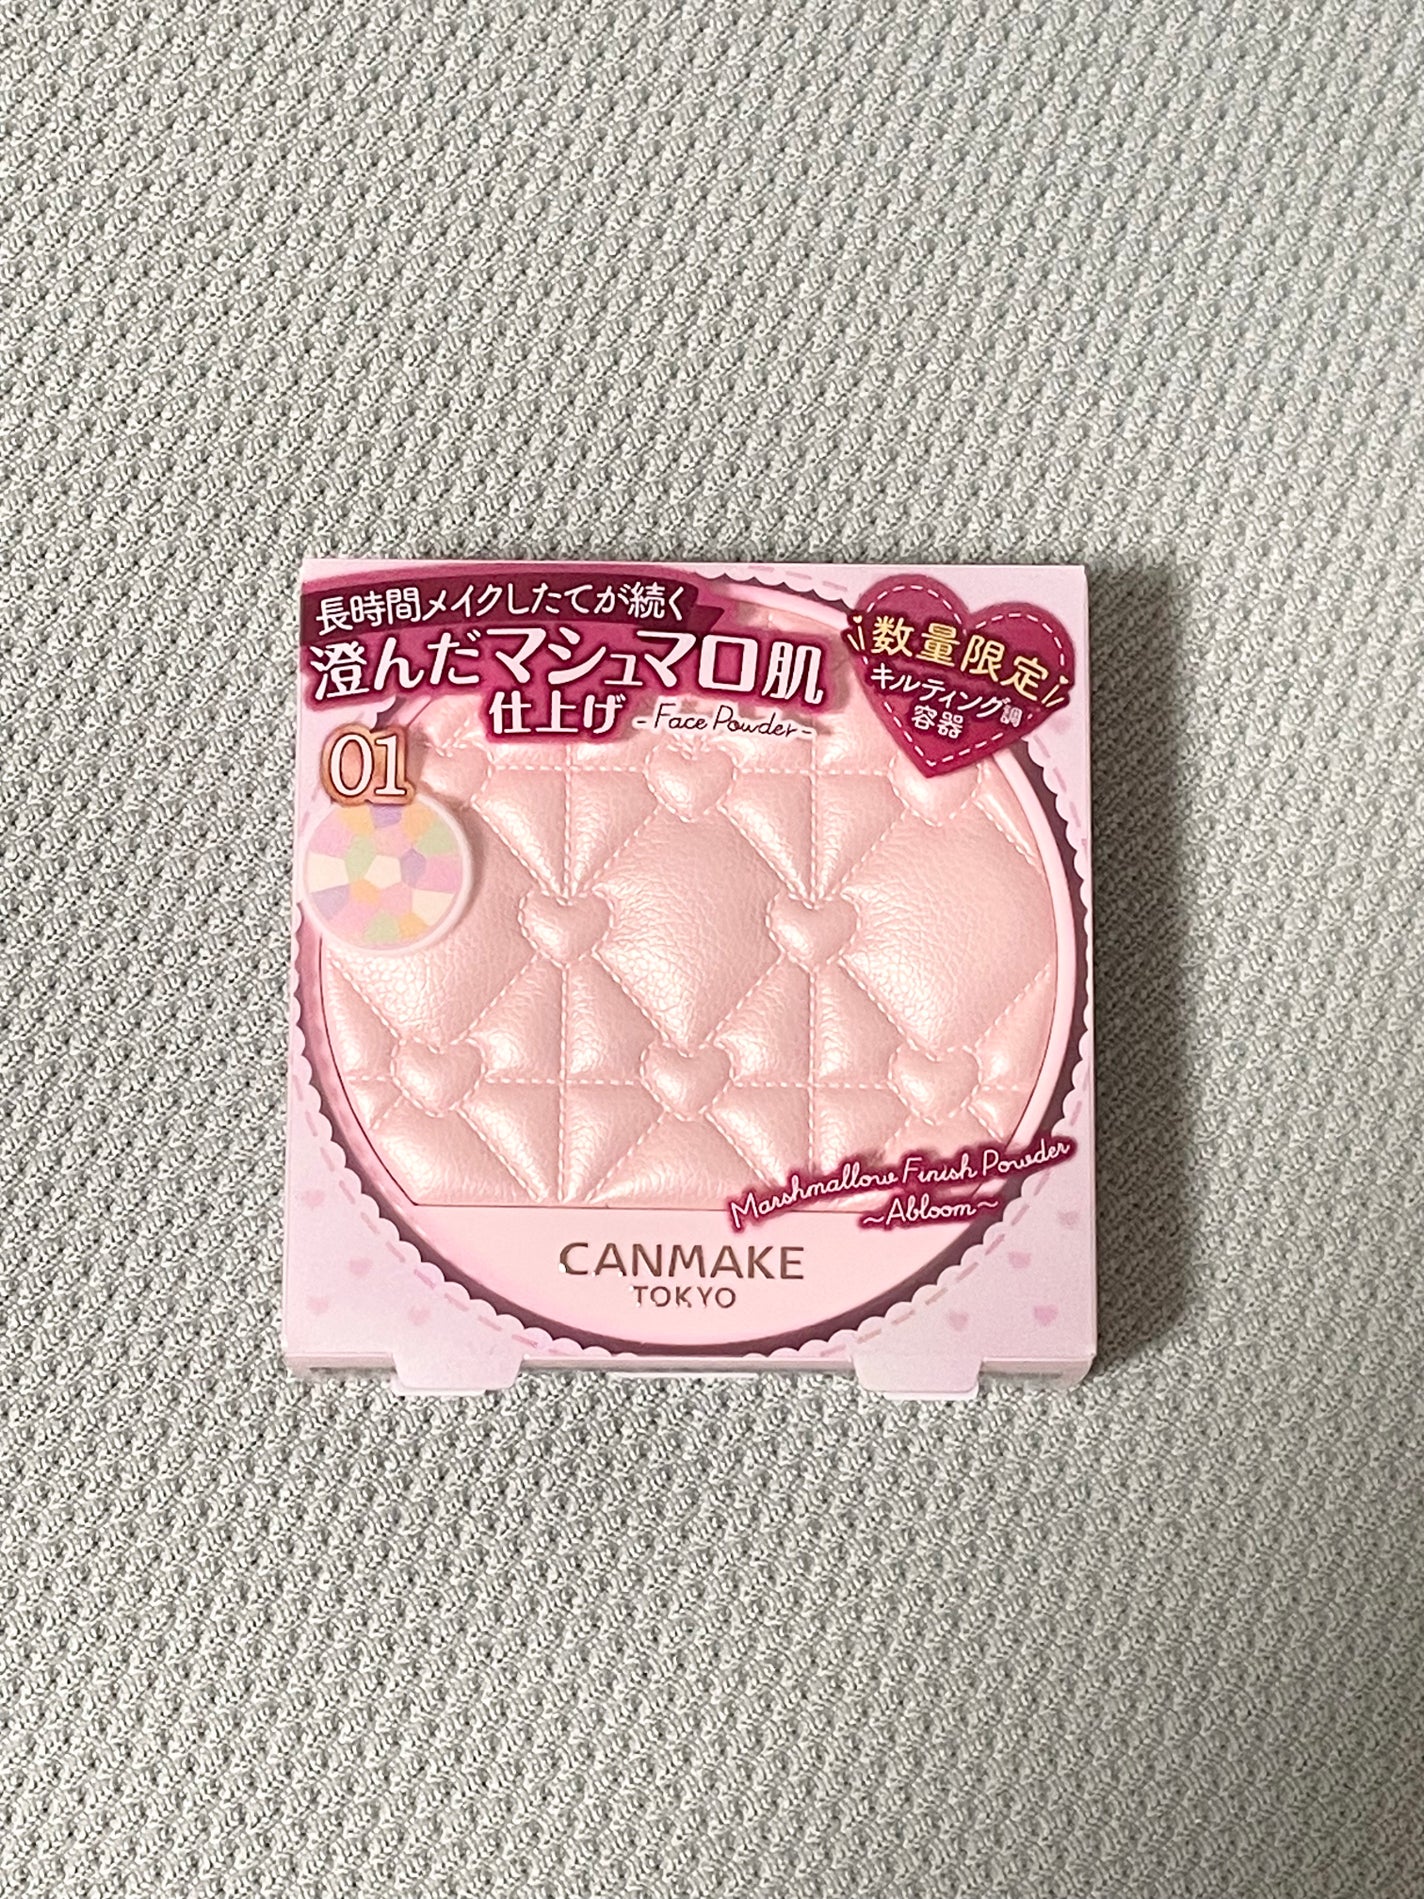 長時間メイクしたてが続く
澄んだマシュマロ肌
仕上げ -Face Powder-
数量限定
キルティング調
容器
01
Marshmallow Finish Powder
~Abloom~
CANMAKE
TOKYO